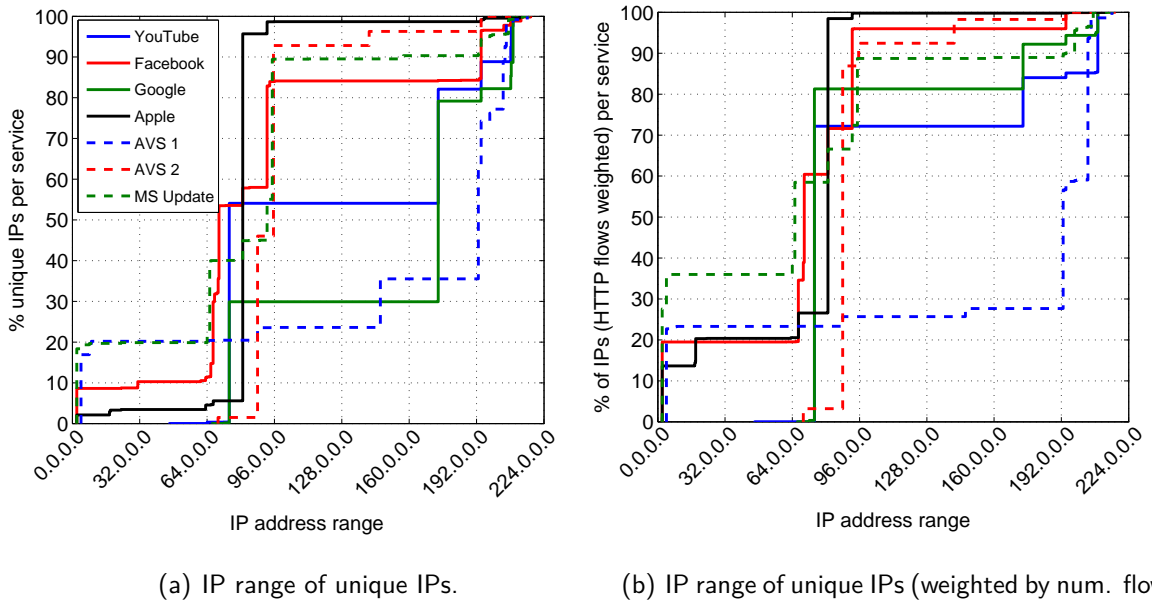 % unique IPs per service
100
90
80
70
60
50
40
30
20
10
0
YouTube
Facebook
Google
Apple
AVS 1
AVS 2
MS Update
0.0.0.0
32.0.0.0
64.0.0.0
96.0.0.0
128.0.0.0
160.0.0.0
192.0.0.0
224.0.0.0
IP address range
(a) IP range of unique IPs.
% of IPs (HTTP flows weighted) per service
100
90
80
70
60
50
40
30
20
10
0
0.0.0.0
32.0.0.0
64.0.0.0
96.0.0.0
128.0.0.0
160.0.0.0
192.0.0.0
224.0.0.0
IP address range
(b) IP range of unique IPs (weighted by num. flo